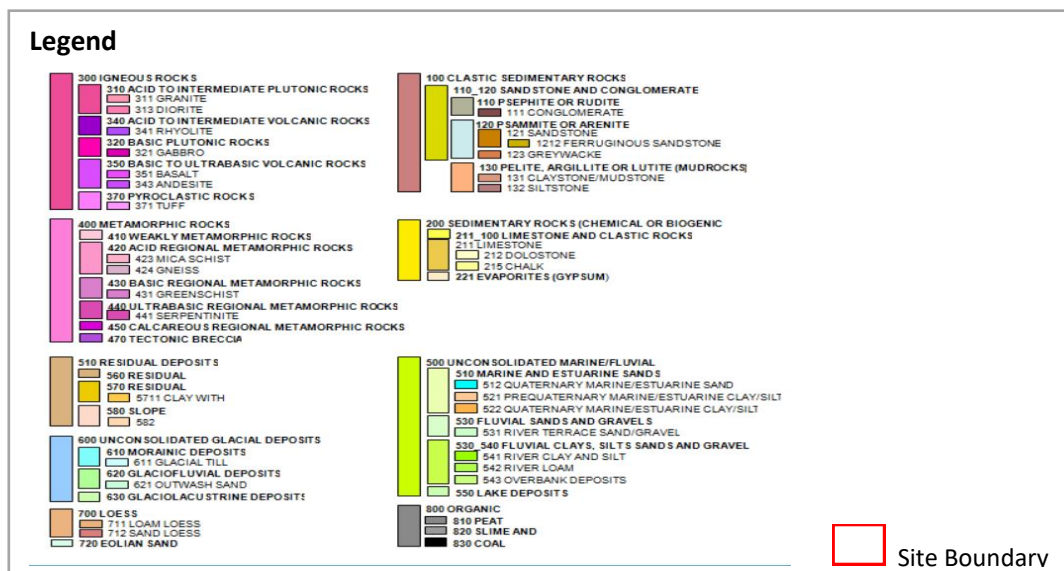 Legend
300 IGNEOUS ROCKS
310 ACID TO INTERMEDIATE PLUTONIC ROCKS
311 GRANITE
313 DIORITE
340 ACID TO INTERMEDIATE VOLCANIC ROCKS
341 RHYOLITE
320 BASIC PLUTONIC ROCKS
321 GABBRO
350 BASIC TO ULTRABASIC VOLCANIC ROCKS
351 BASALT
343 ANDESITE
370 PYROCLASTIC ROCKS
371 TUFF
400 METAMORPHIC ROCKS
410 WEAKLY METAMORPHIC ROCKS
420 ACID REGIONAL METAMORPHIC ROCKS
423 MICA SCHIST
424 GNEISS
430 BASIC REGIONAL METAMORPHIC ROCKS
431 GREENSCHIST
440 ULTRABASIC REGIONAL METAMORPHIC ROCKS
441 SERPENTINITE
450 CALCAREOUS REGIONAL METAMORPHIC ROCKS
470 TECTONIC BRECCIA
510 RESIDUAL DEPOSITS
560 RESIDUAL
570 RESIDUAL
5711 CLAY WITH
580 SLOPE
582
600 UNCONSOLIDATED GLACIAL DEPOSITS
610 MORAINIC DEPOSITS
611 GLACIAL TILL
620 GLACIOFLUVIAL DEPOSITS
621 OUTWASH SAND
630 GLACIOLACUSTRINE DEPOSITS
700 LOESS
711 LOAM LOESS
712 SAND LOESS
720 EOLIAN SAND
100 CLASTIC SEDIMENTARY ROCKS
110_120 SANDSTONE AND CONGLOMERATE
110 PSEPHITE OR RUDITE
111 CONGLOMERATE
120 PSAMMITE OR ARENITE
121 SANDSTONE
1212 FERRUGINOUS SANDSTONE
123 GREYWACKE
130 PELITE, ARGILLITE OR LUTITE (MUDROCKS)
131 CLAYSTONE/MUDSTONE
132 SILTSTONE
200 SEDIMENTARY ROCKS (CHEMICAL OR BIOGENIC
211_100 LIMESTONE AND CLASTIC ROCKS
211 LIMESTONE
212 DOLOSTONE
215 CHALK
221 EVAPORITES (GYPSUM)
500 UNCONSOLIDATED MARINE/FLUVIAL
510 MARINE AND ESTUARINE SANDS
512 QUATERNARY MARINE/ESTUARINE SAND
521 PREQUATERNARY MARINE/ESTUARINE CLAY/SILT
522 QUATERNARY MARINE/ESTUARINE CLAY/SILT
530 FLUVIAL SANDS AND GRAVELS
531 RIVER TERRACE SAND/GRAVEL
530_540 FLUVIAL CLAYS, SILTS SANDS AND GRAVEL
541 RIVER CLAY AND SILT
542 RIVER LOAM
543 OVERBANK DEPOSITS
550 LAKE DEPOSITS
800 ORGANIC
810 PEAT
820 SLIME AND
830 COAL
Site Boundary